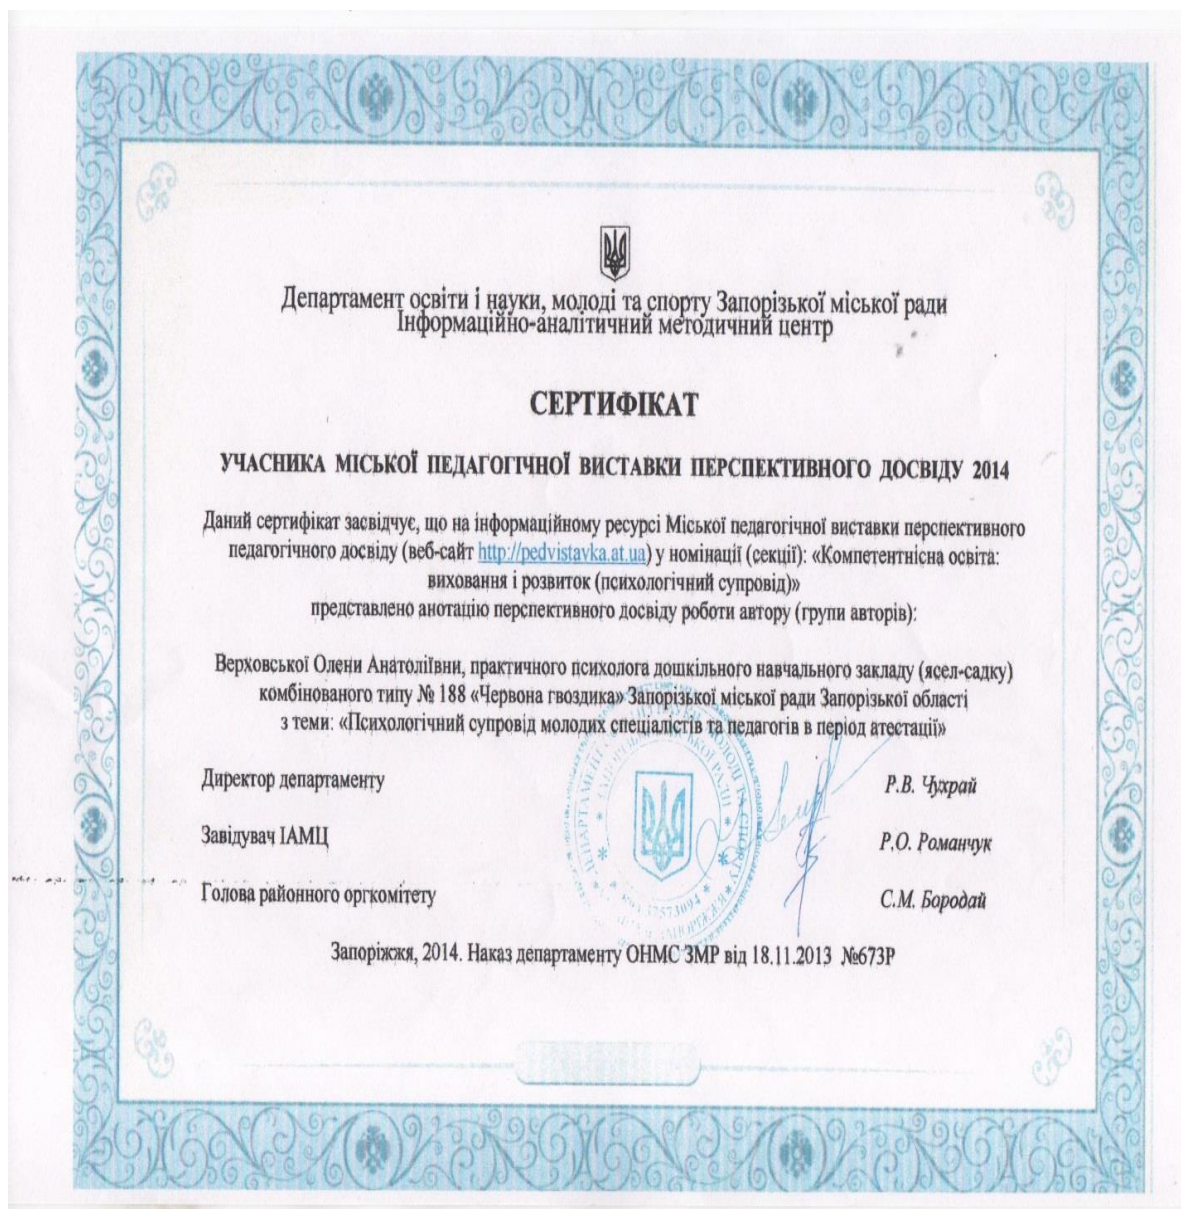 Департамент освіти і науки, молоді та спорту Запорізької міської ради
Інформаційно-аналітичний методичний центр
СЕРТИФІКАТ
УЧАСНИКА МІСЬКОЇ ПЕДАГОГІЧНОЇ ВИСТАВКИ ПЕРСПЕКТИВНОГО ДОСВІДУ 2014
Даний сертифікат засвідчує, що на інформаційному ресурсі Міської педагогічної виставки перспективного
педагогічного досвіду (веб-сайт http://pedvistavka.at.ua) у номінації (секції): «Компетентнісна освіта:
виховання і розвиток (психологічний супровід)»
представлено анотацію перспективного досвіду роботи автору (групи авторів):
Верховської Олени Анатоліївни, практичного психолога дошкільного навчального закладу (ясел-садку)
комбінованого типу № 188 «Червона гвоздика» Запорізької міської ради Запорізької області
з теми: «Психологічний супровід молодих спеціалістів та педагогів в період атестації»
Директор департаменту Р.В. Чухрай
Завідувач ІАМЦ Р.О. Романчук
Голова районного оргкомітету С.М. Бородай
37573094
Запоріжжя, 2014. Наказ департаменту ОНМС ЗМР від 18.11.2013 №673Р